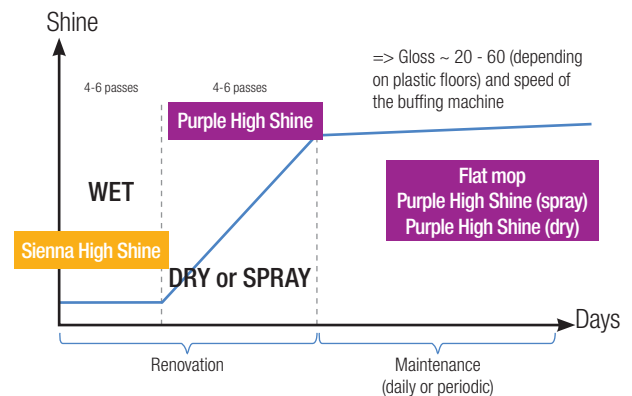 Shine
=> Gloss ~ 20 - 60 (depending
on plastic floors) and speed of
the buffing machine
4-6 passes
4-6 passes
Purple High Shine
WET
Flat mop
Purple High Shine (spray)
Purple High Shine (dry)
Sienna High Shine
DRY or SPRAY
Days
Renovation
Maintenance
(daily or periodic)